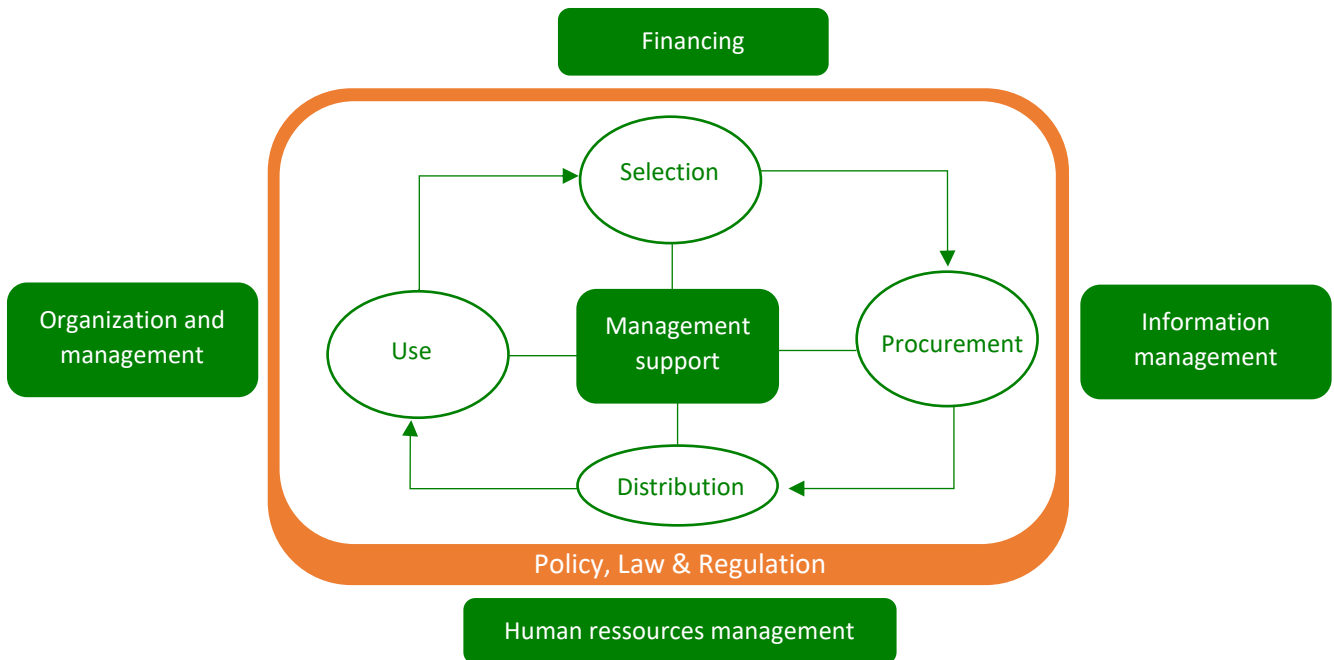 Financing
Selection
Organization and
management
Use
Management
support
Procurement
Information
management
Distribution
Policy, Law & Regulation
Human ressources management